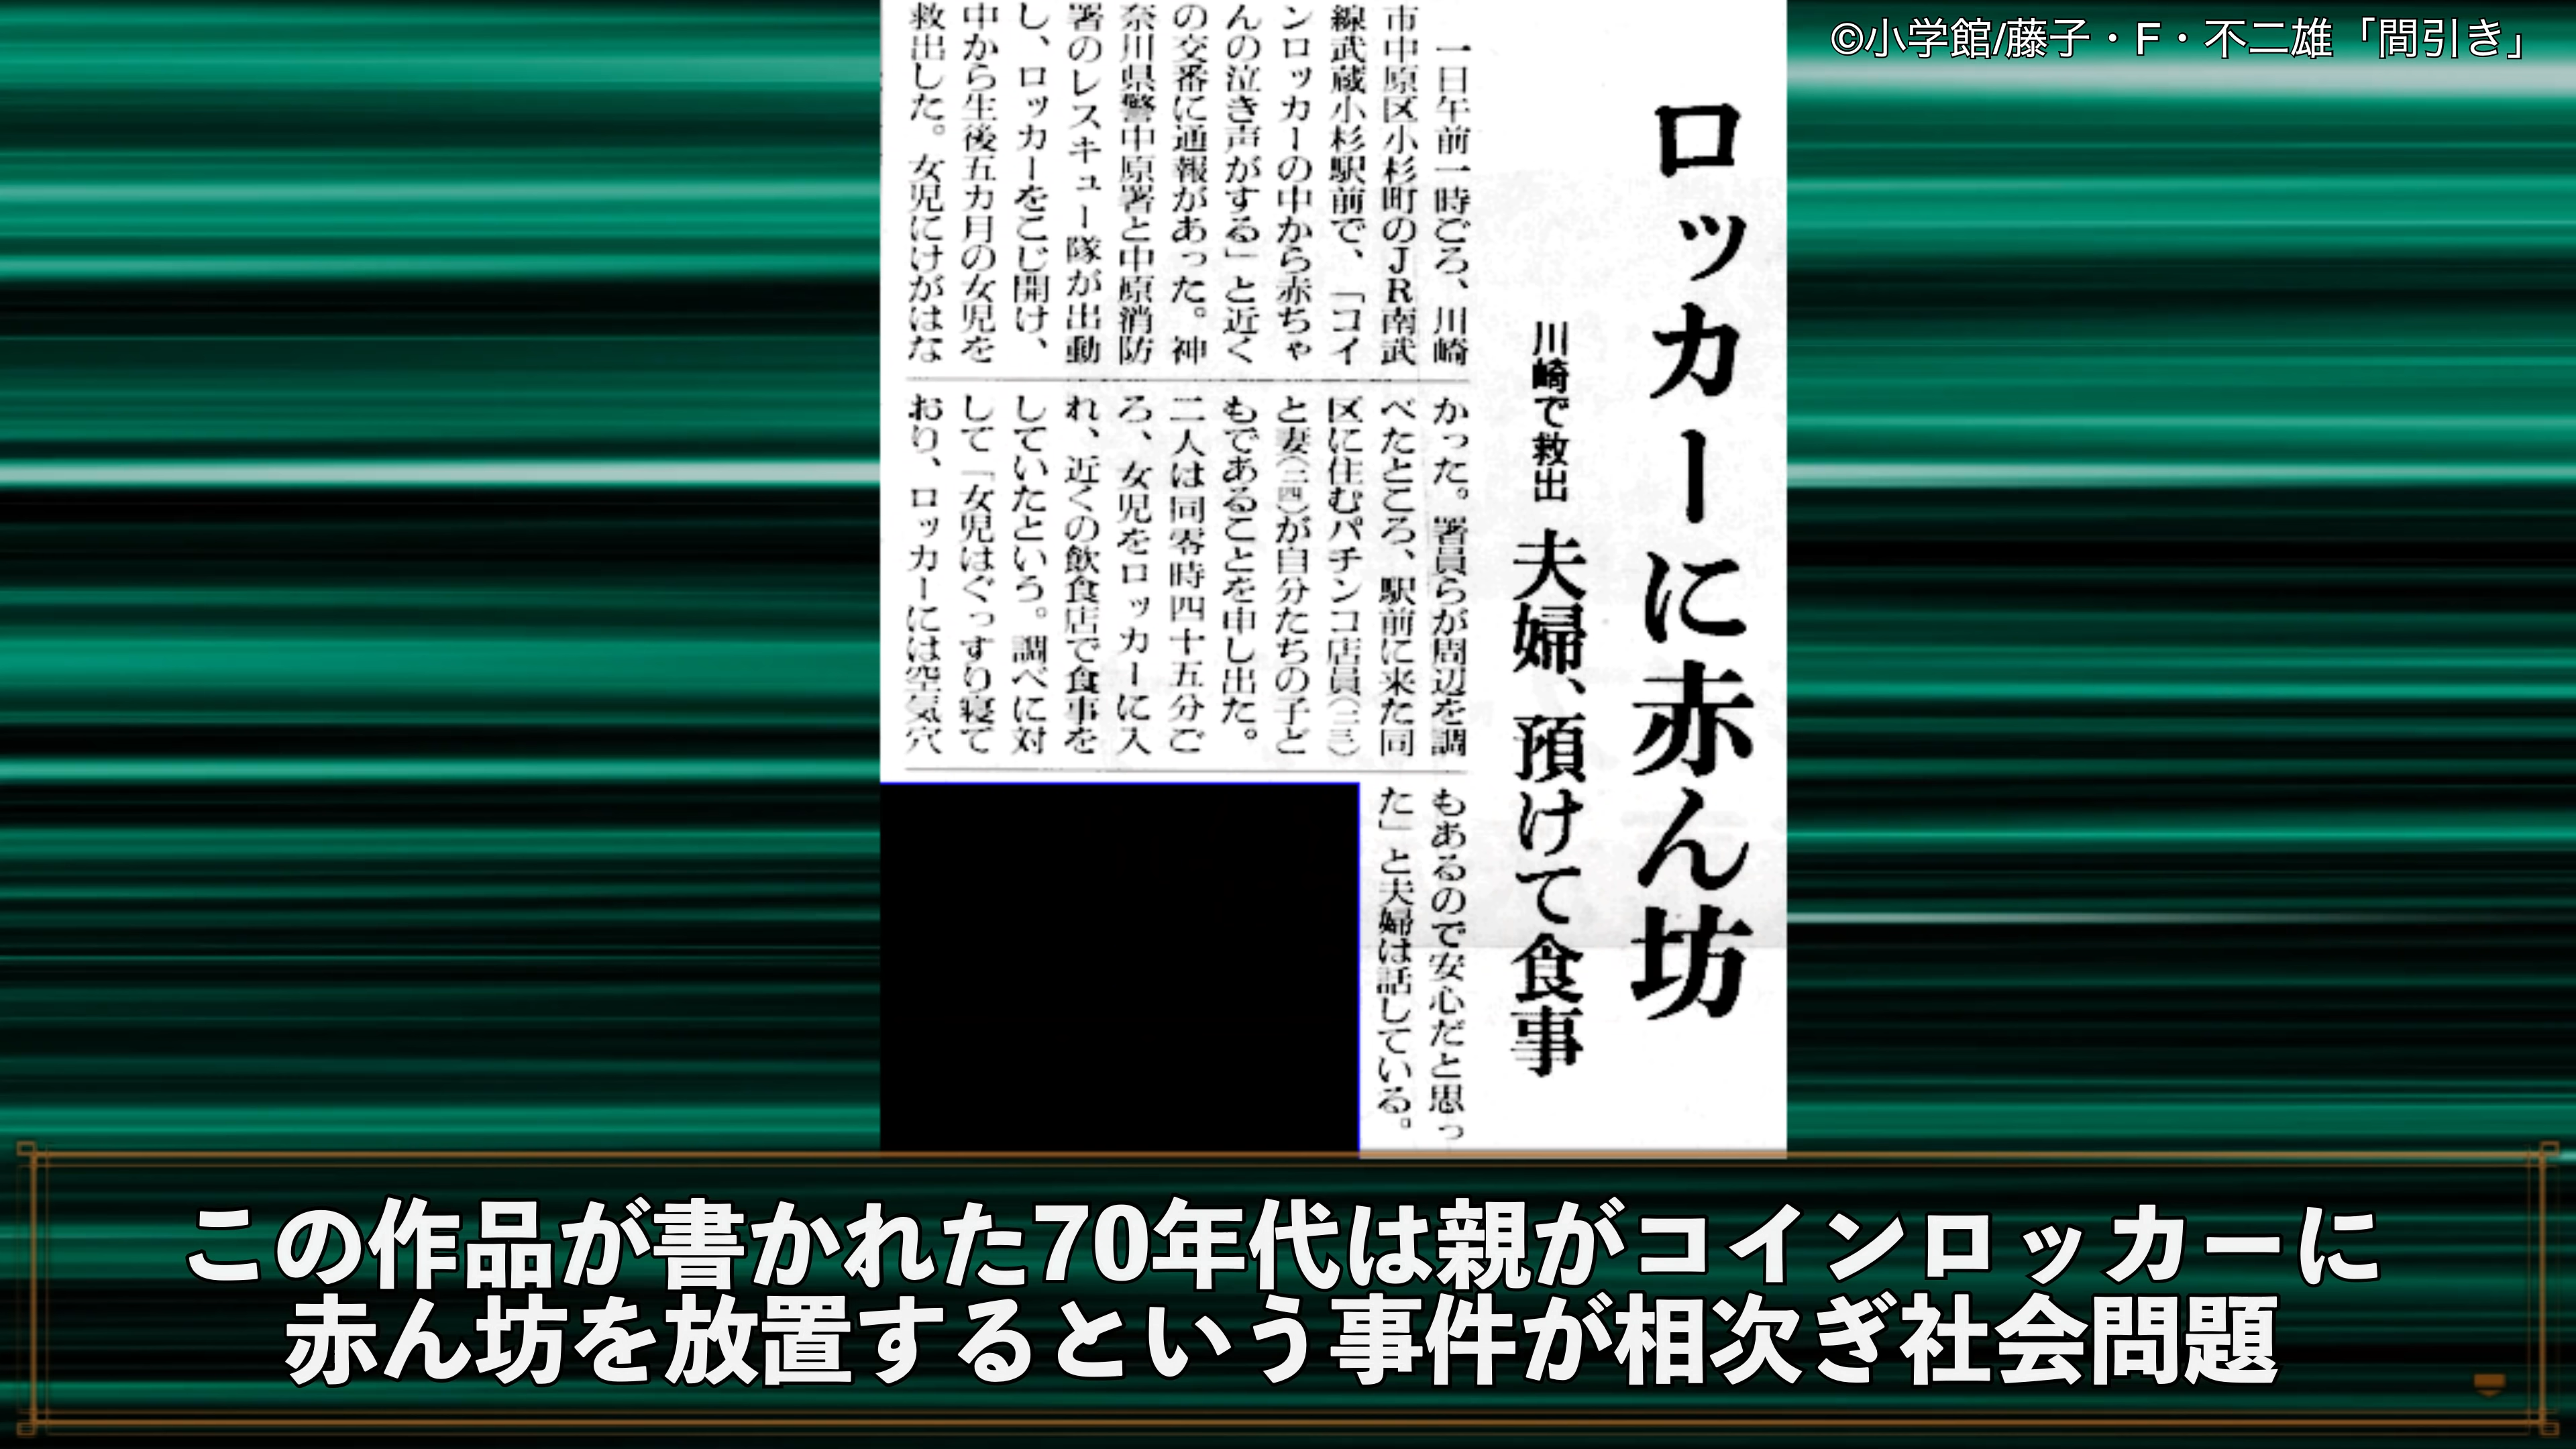 ©小学館/藤子・F・不二雄「間引き」
ロッカーに赤ん坊
川崎で救出 夫婦、預けて食事
一日午前一時ごろ、川崎
市中原区小杉町のJR南武
線武蔵小杉駅前で、「コイ
ンロッカーの中から赤ちゃ
んの泣き声がする」と近く
の交番に通報があった。神
奈川県警中原署と中原消防
署のレスキュー隊が出動
し、ロッカーをこじ開け、
中から生後五カ月の女児を
救出した。女児にけがはな
かった。署員らが周辺を調
べたところ、駅前に来た同
区に住むパチンコ店員(三三)
と妻(三四)が自分たちの子ど
もであることを申し出た。
二人は同零時四十五分ご
ろ、女児をロッカーに入
れ、近くの飲食店で食事を
していたという。調べに対
して「女児はぐっすり寝て
おり、ロッカーには空気穴
もあるので安心だと思っ
た」と夫婦は話している。
この作品が書かれた70年代は親がコインロッカーに
赤ん坊を放置するという事件が相次ぎ社会問題